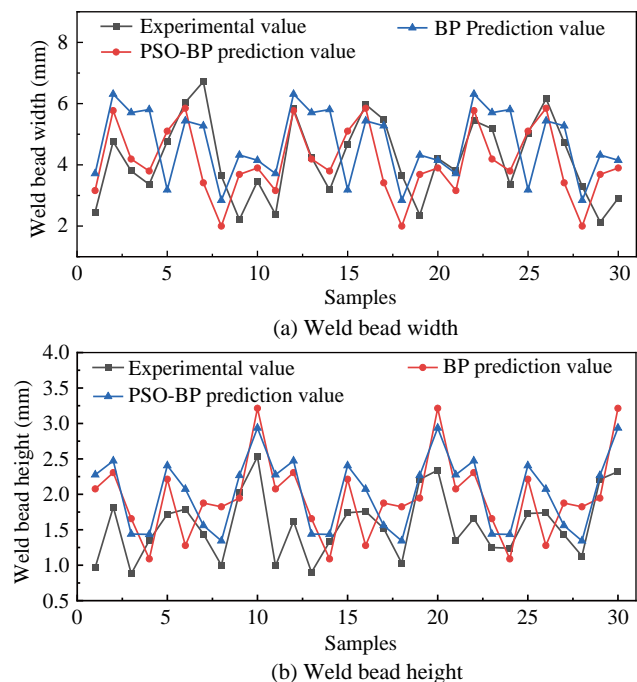 Experimental value
BP Prediction value
PSO-BP prediction value
Weld bead width (mm)
8
6
4
2
0 5 10 15 20 25 30
Samples
(a) Weld bead width
Experimental value
BP prediction value
PSO-BP prediction value
Weld bead height (mm)
4.0
3.5
3.0
2.5
2.0
1.5
1.0
0.5
0 5 10 15 20 25 30
Samples
(b) Weld bead height